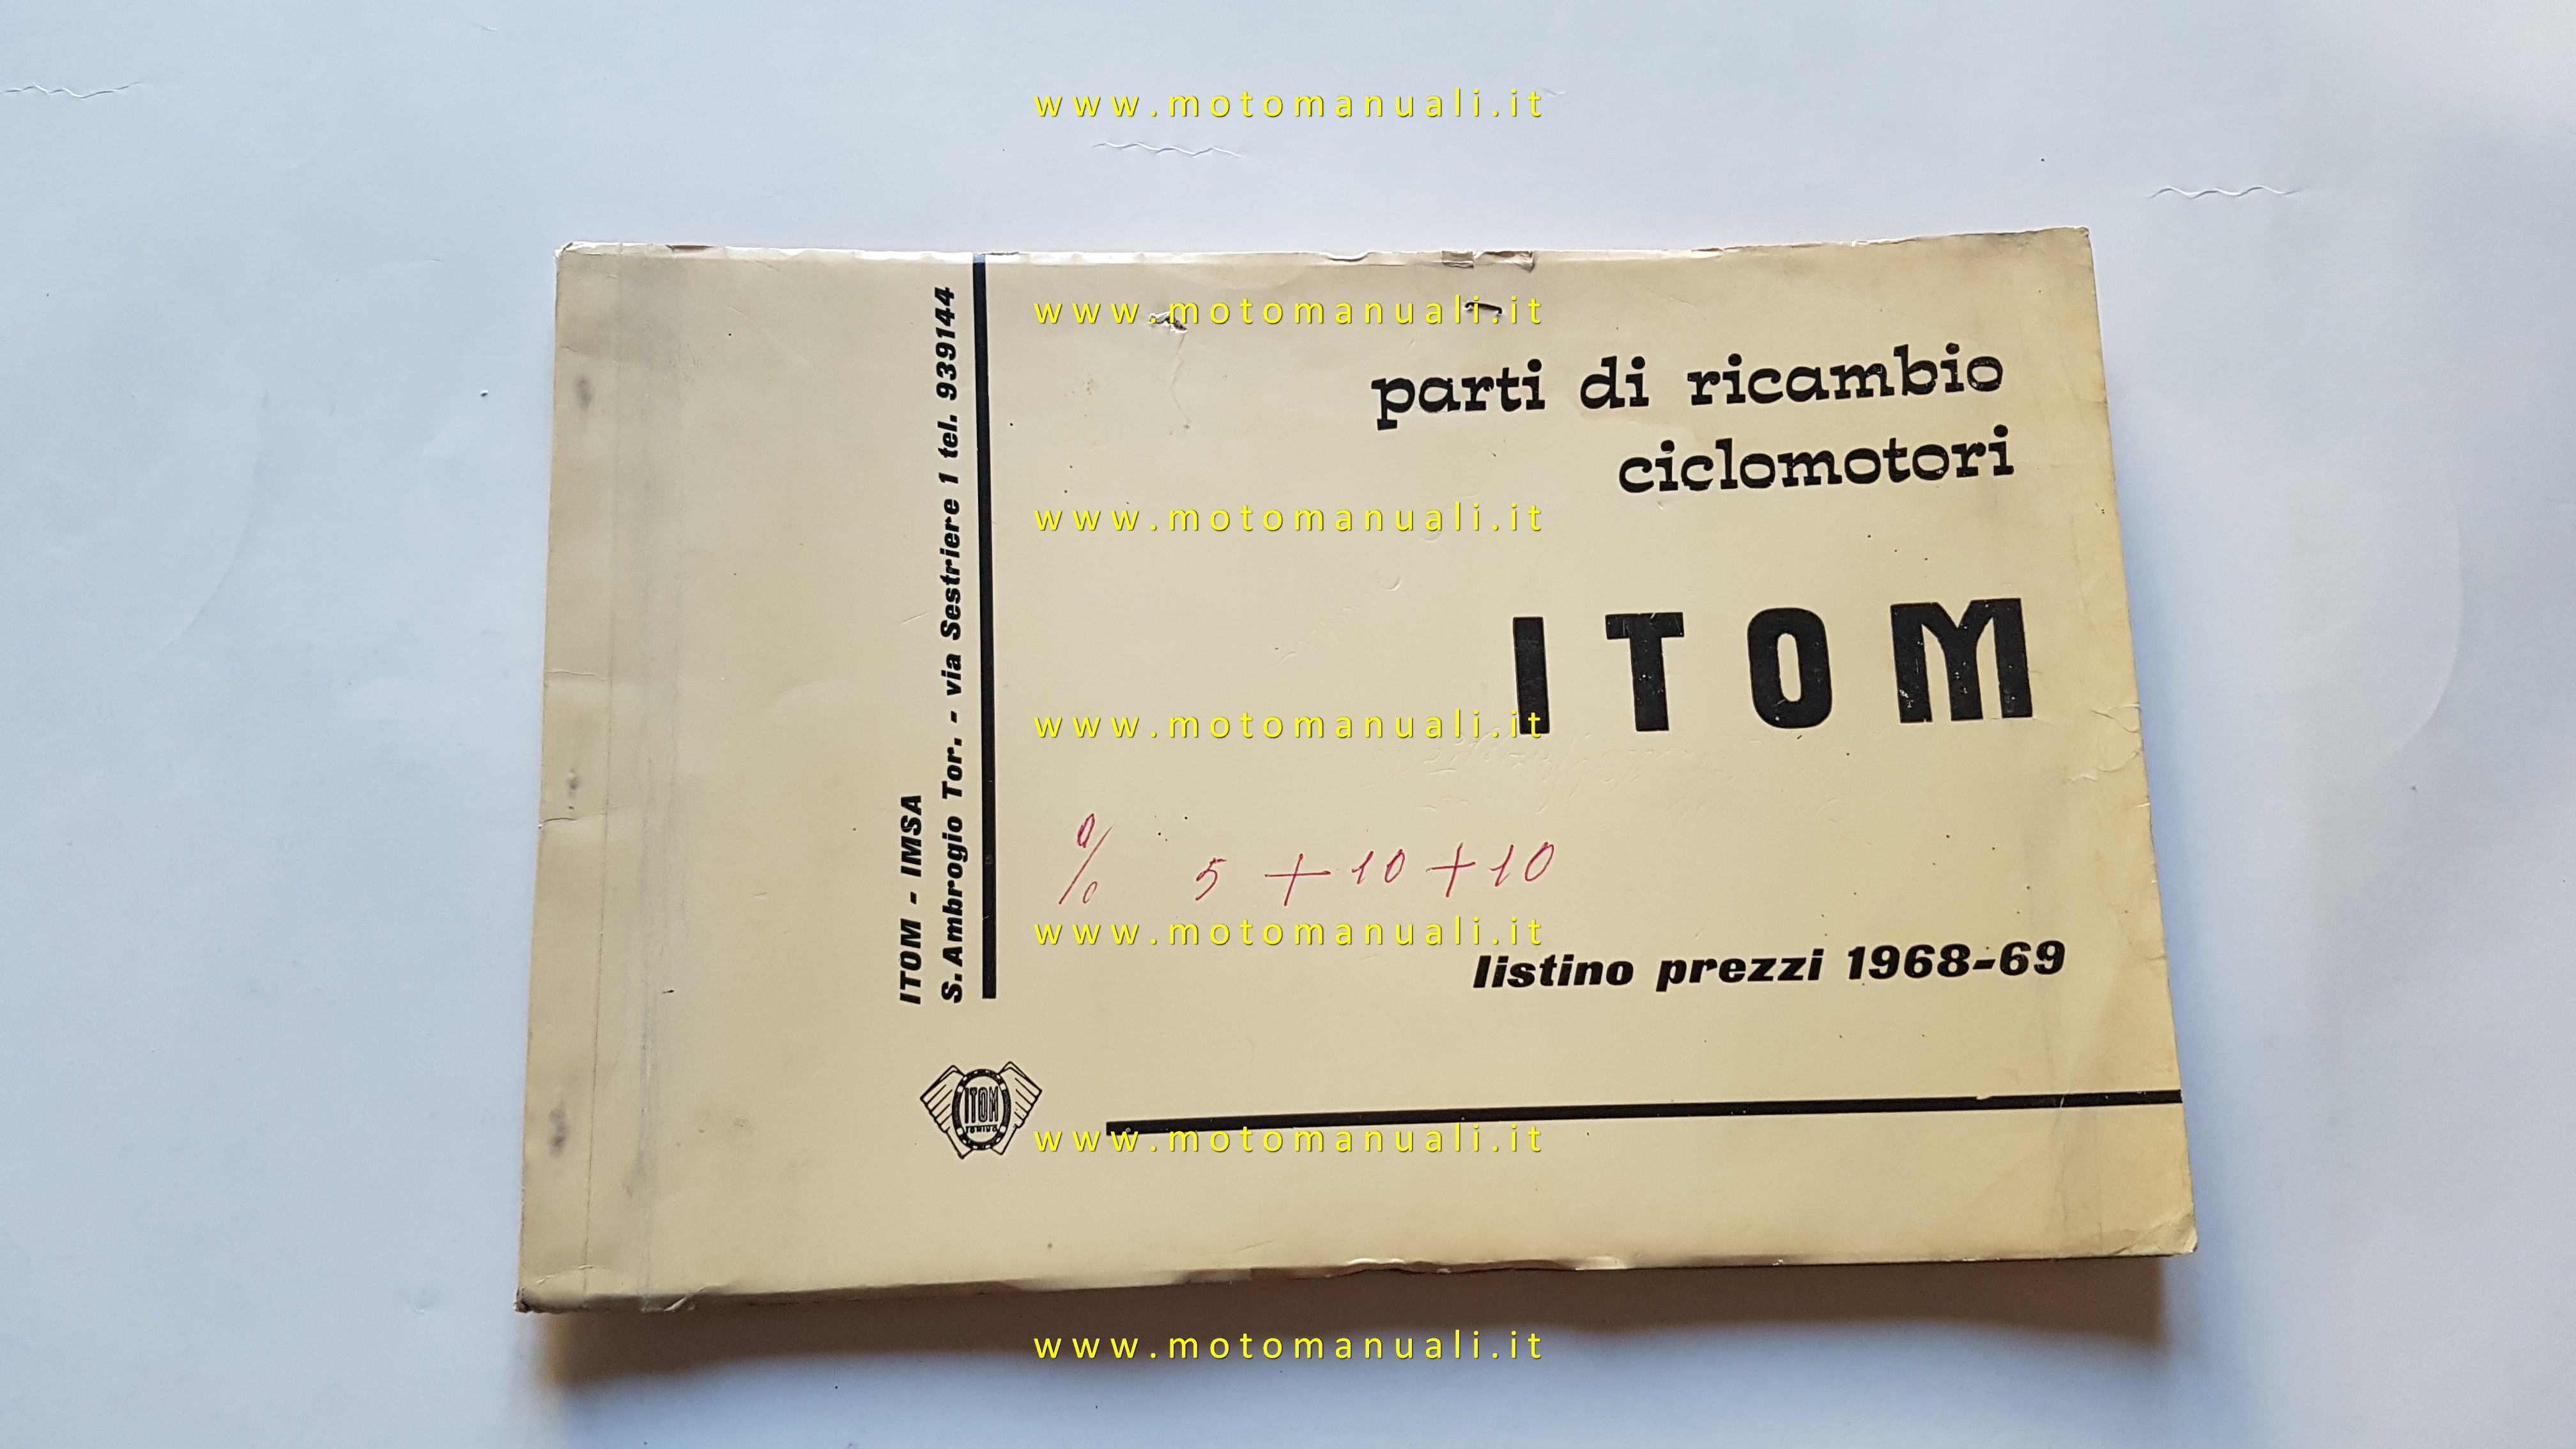 www.motomanuali.it
www.motomanuali.it
parti di ricambio
ciclomotori
www.motomanuali.it
ITOM
www.motomanuali.it
% 5 + 10 + 10
www.motomanuali.it
listino prezzi 1968-69
ITOM - IMSA
S. Ambrogio Tor. - via Sestriere 1 tel. 939144
ITOM
TORINO
www.motomanuali.it
www.motomanuali.it